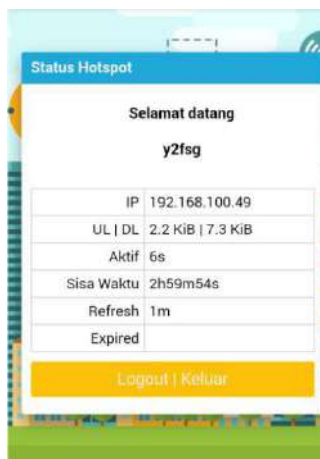 Status Hotspot
Selamat datang
y2fsg
IP 192.168.100.49
UL | DL 2.2 KiB | 7.3 KiB
Aktif 6s
Sisa Waktu 2h59m54s
Refresh 1m
Expired
Logout | Keluar